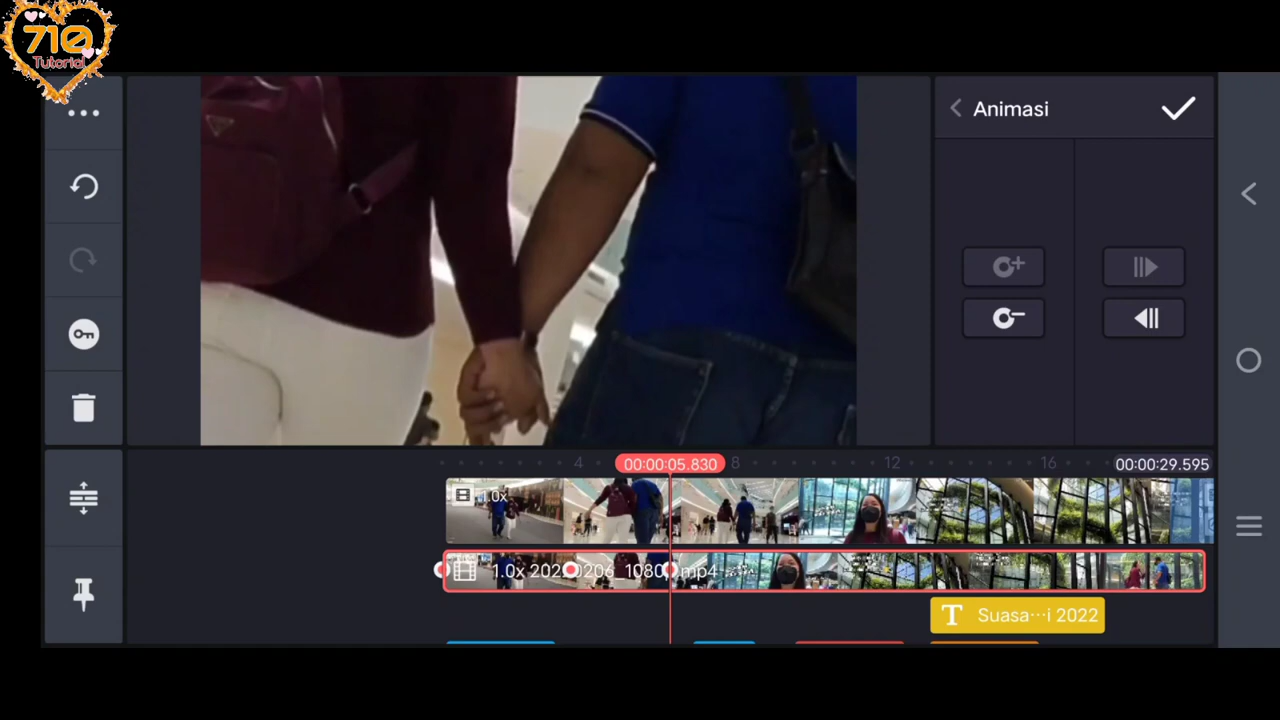 710
Tutorial
Animasi
4
00:00:05.830
8
12
16
00:00:29.595
1.0x
1.0x 202 0206_1080 .mp4
T Suasa···i 2022